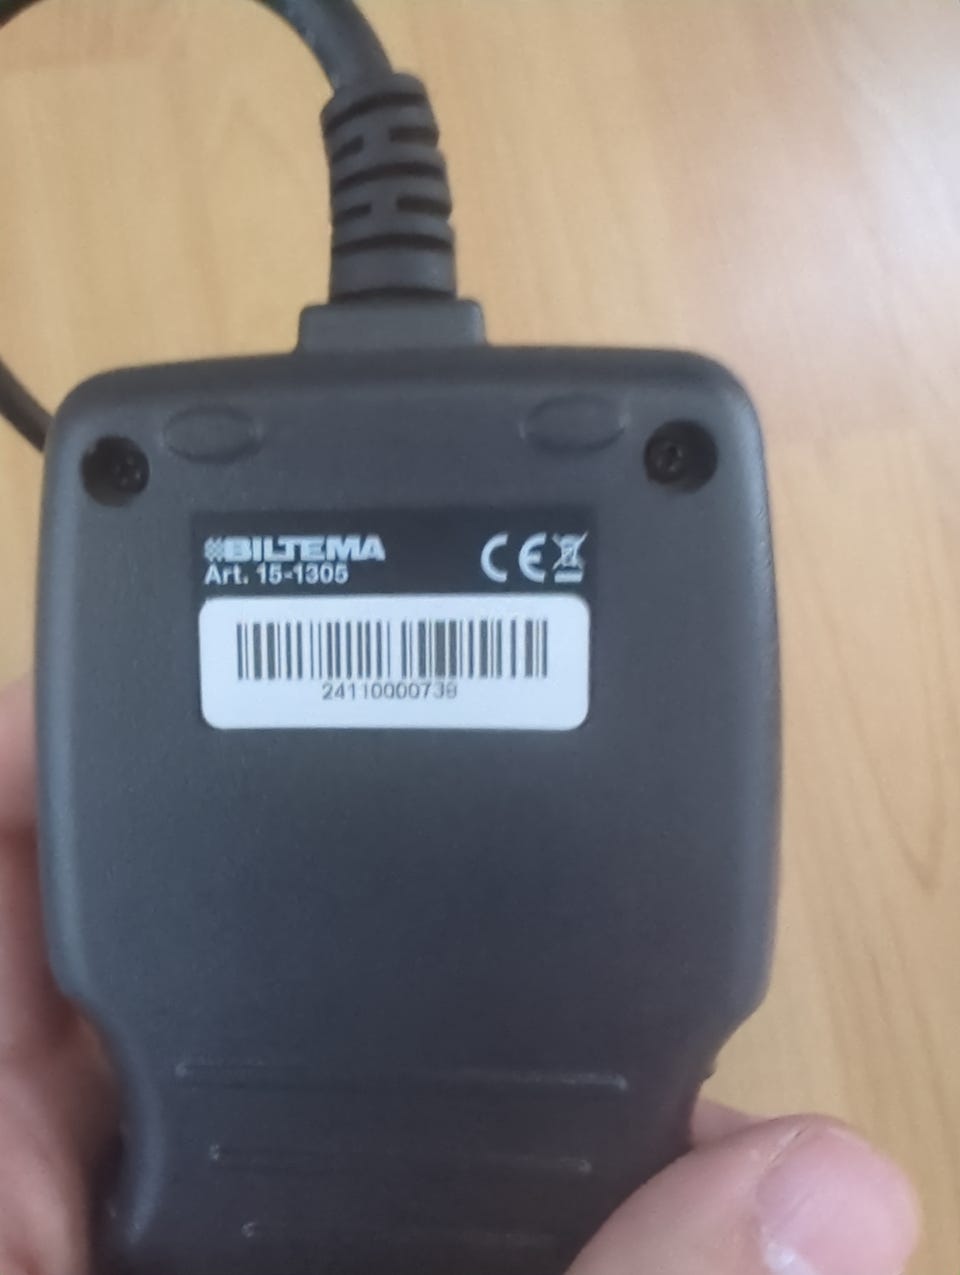 BILTEMA
Art. 15-1305
CE
24110000739